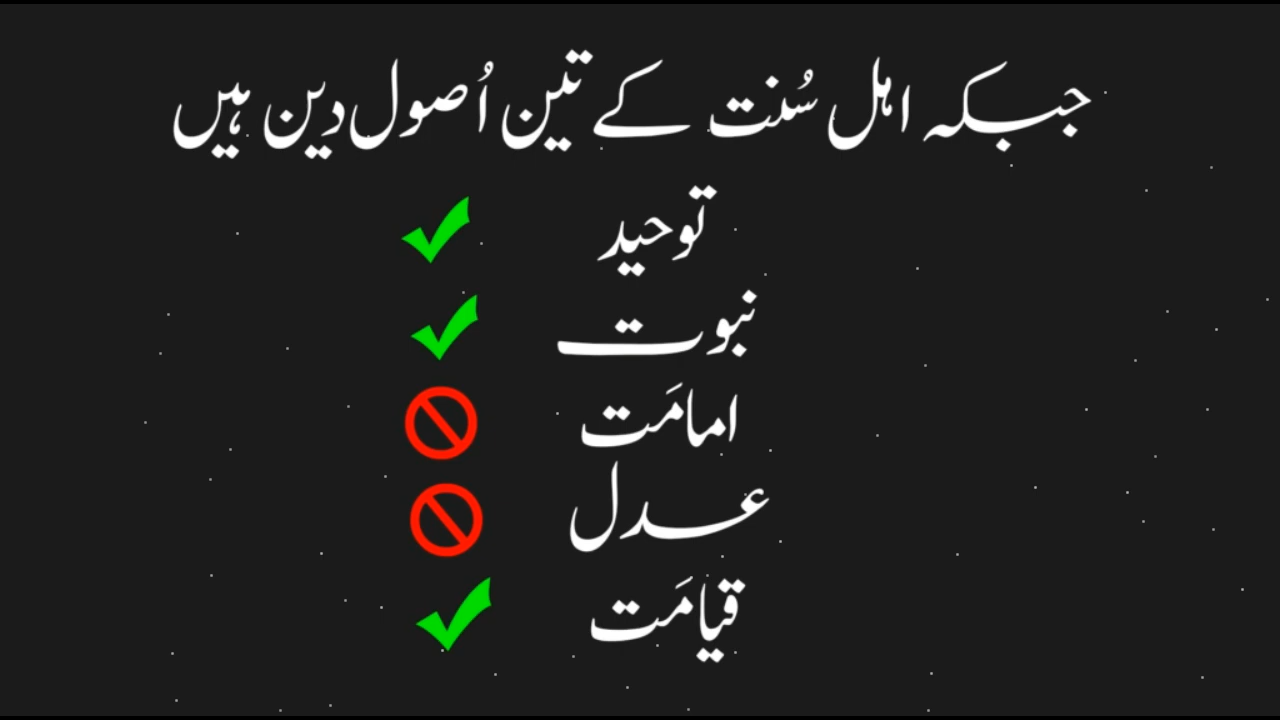 جبکہ اہل سُنت کے تین اُصول دین ہیں
توحید
نبوت
امامَت
عدل
قیامَت